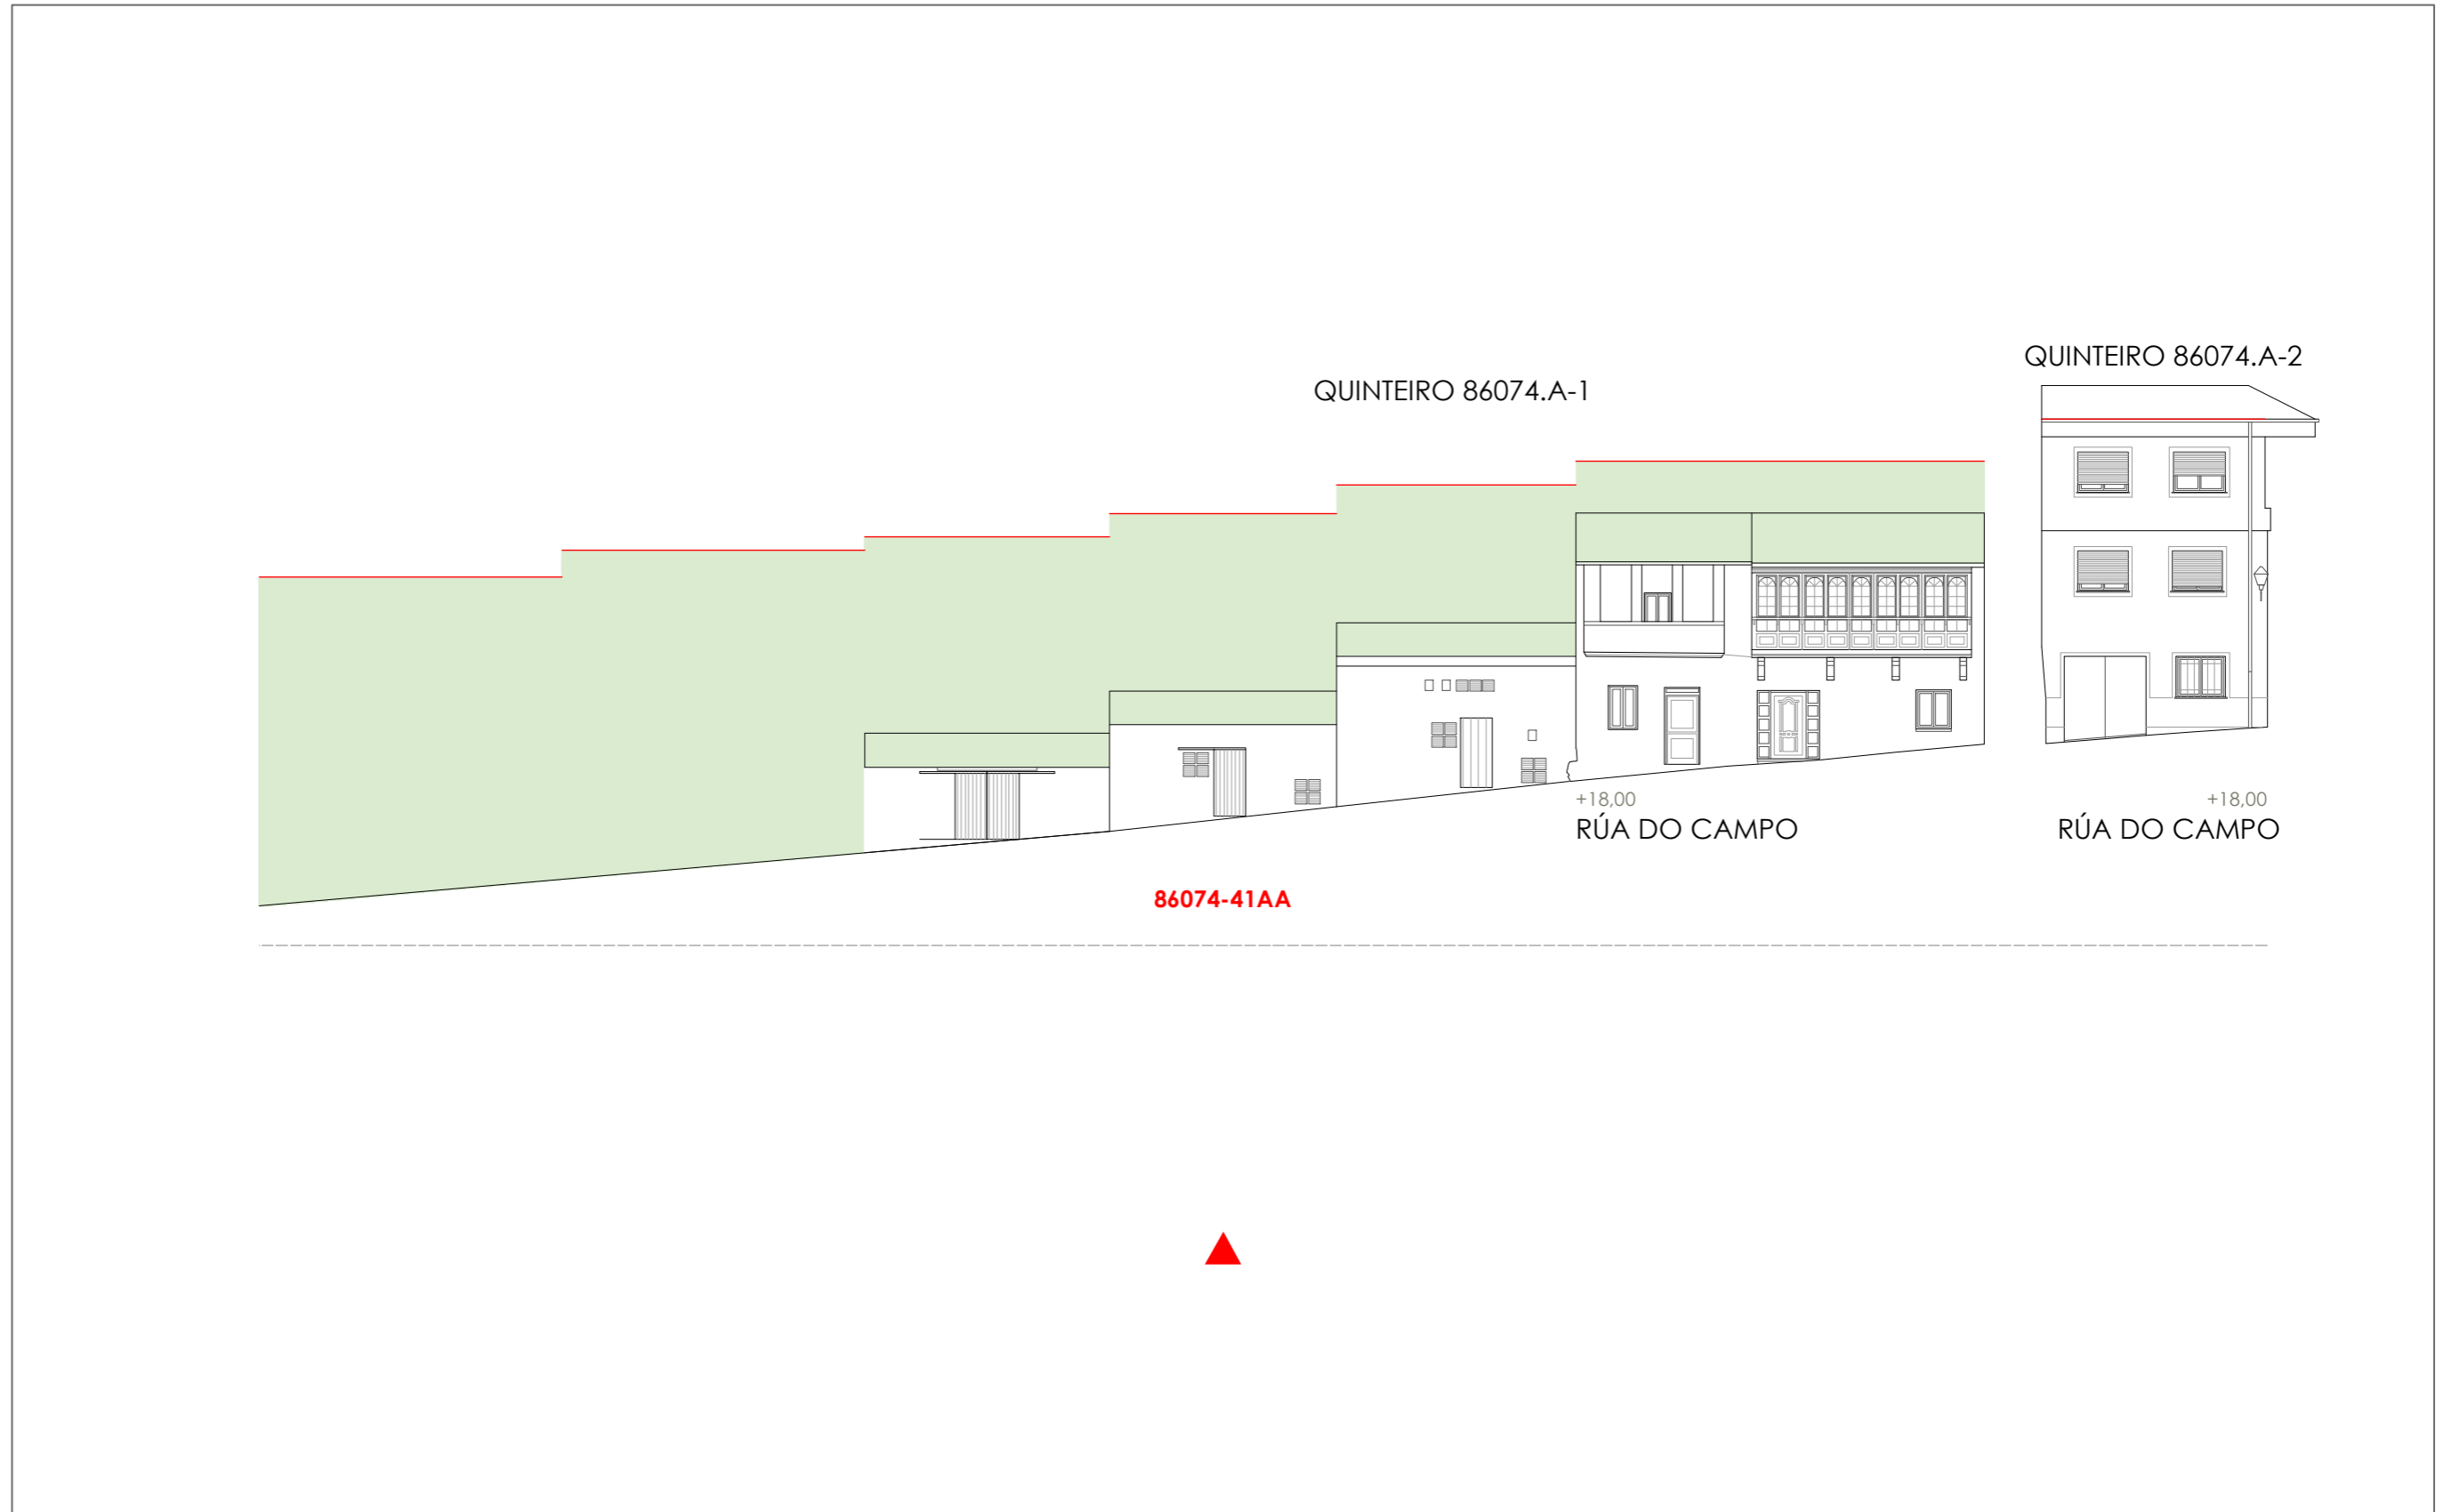 QUINTEIRO 86074.A-2
QUINTEIRO 86074.A-1
+18,00
RÚA DO CAMPO
+18,00
RÚA DO CAMPO
86074-41AA